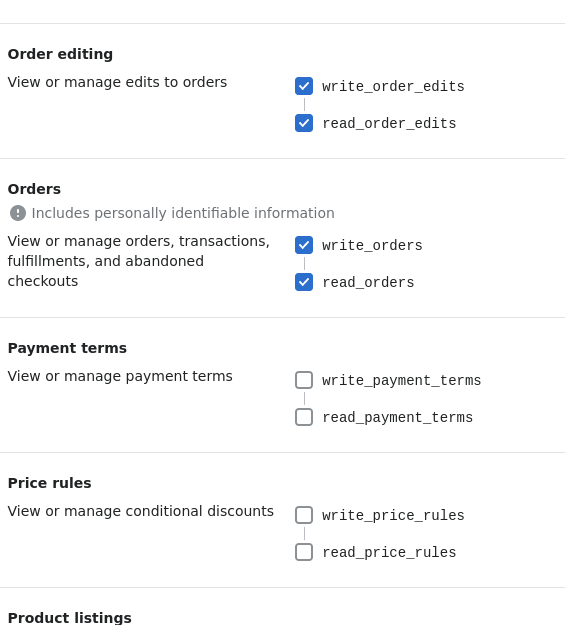 Order editing
View or manage edits to orders
write_order_edits
read_order_edits
Orders
Includes personally identifiable information
View or manage orders, transactions,
fulfillments, and abandoned
checkouts
write_orders
read_orders
Payment terms
View or manage payment terms
write_payment_terms
read_payment_terms
Price rules
View or manage conditional discounts
write_price_rules
read_price_rules
Product listings